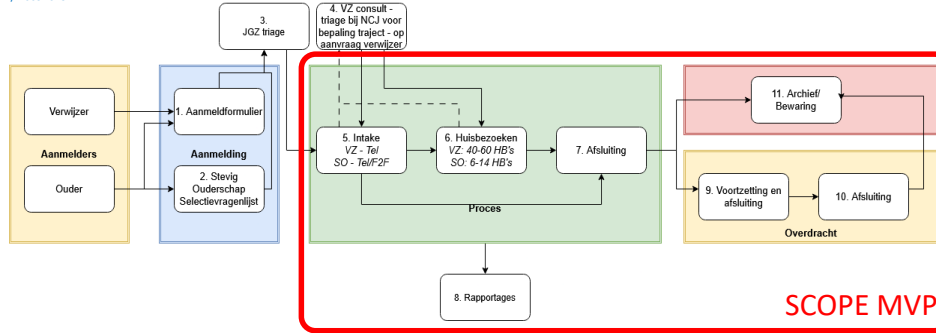 3.
JGZ triage
4. VZ consult -
triage bij NCJ voor
bepaling traject - op
aanvraag verwijzer
Verwijzer
Aanmelders
Ouder
1. Aanmeldformulier
Aanmelding
2. Stevig
Ouderschap
Selectievragenlijst
5. Intake
VZ - Tel
SO - Tel/F2F
6. Huisbezoeken
VZ: 40-60 HB's
SO: 6-14 HB's
7. Afsluiting
Proces
8. Rapportages
11. Archief/
Bewaring
9. Voortzetting en
afsluiting
10. Afsluiting
Overdracht
SCOPE MVP